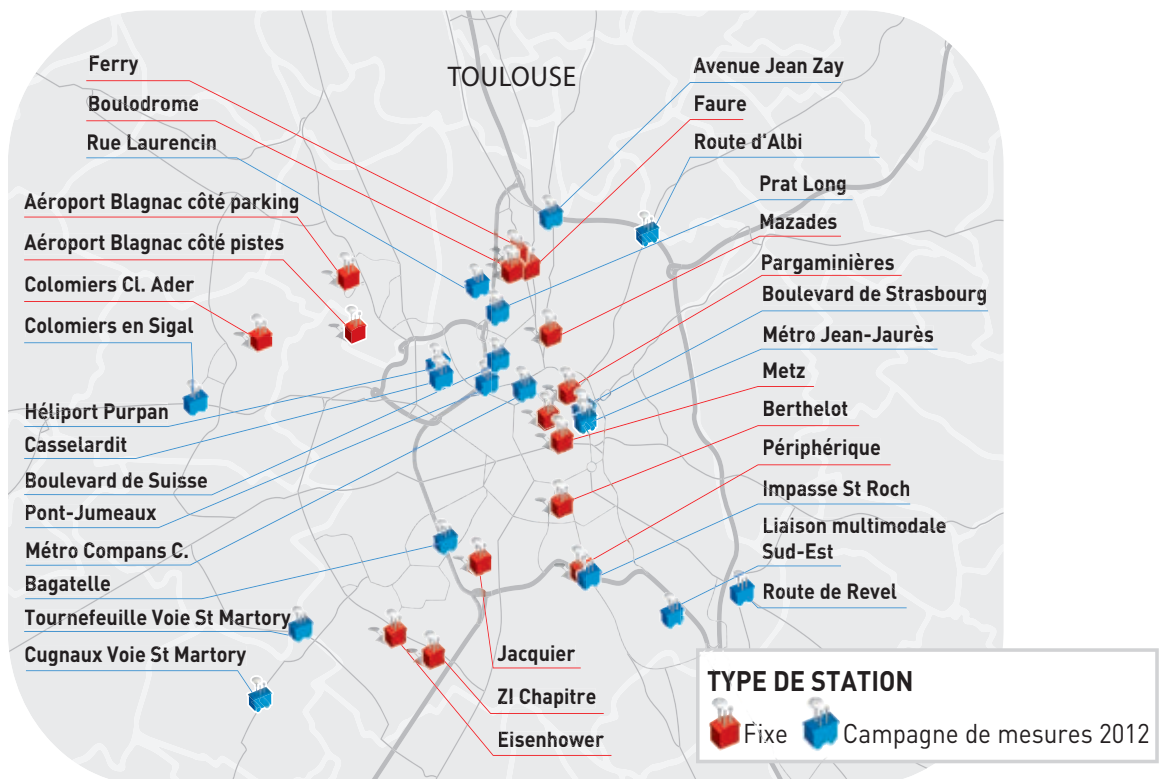 TOULOUSE
Ferry
Boulodrome
Rue Laurencin
Aéroport Blagnac côté parking
Aéroport Blagnac côté pistes
Colomiers Cl. Ader
Colomiers en Sigal
Héliport Purpan
Casselardit
Boulevard de Suisse
Pont-Jumeaux
Métro Compans C.
Bagatelle
Tournefeuille Voie St Martory
Cugnaux Voie St Martory
Avenue Jean Zay
Faure
Route d'Albi
Prat Long
Mazades
Pargaminières
Boulevard de Strasbourg
Métro Jean-Jaurès
Metz
Berthelot
Périphérique
Impasse St Roch
Liaison multimodale
Sud-Est
Route de Revel
Jacquier
ZI Chapitre
Eisenhower
TYPE DE STATION
Fixe
Campagne de mesures 2012